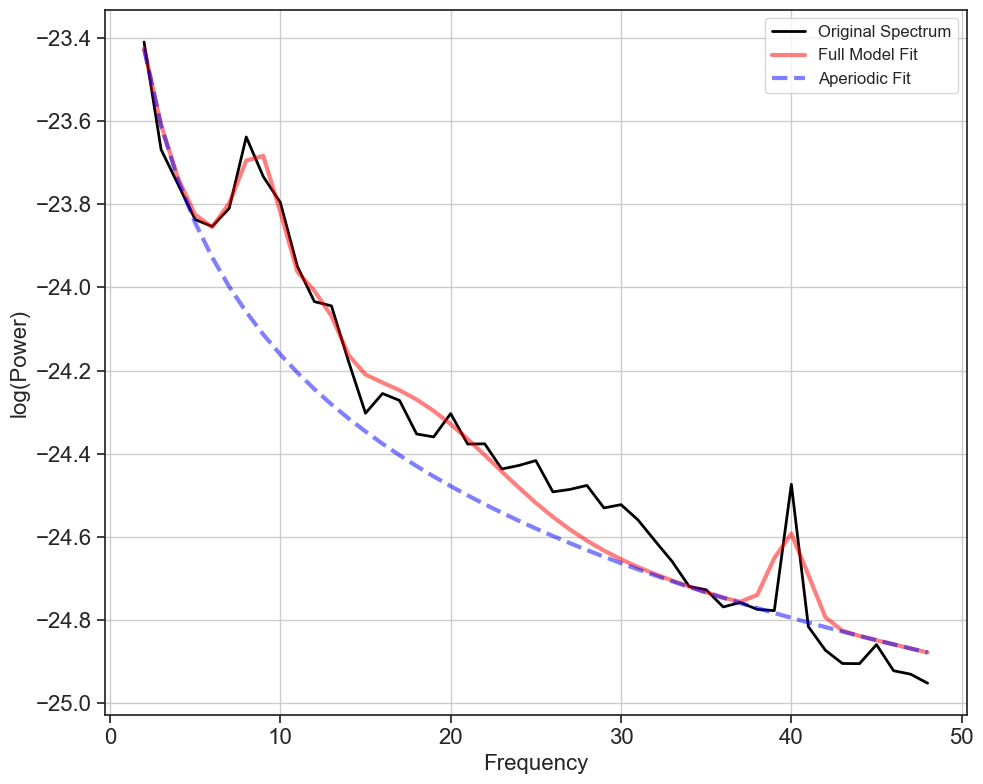 Original Spectrum
Full Model Fit
Aperiodic Fit
log(Power)
−23.4
−23.6
−23.8
−24.0
−24.2
−24.4
−24.6
−24.8
−25.0
0 10 20 30 40 50
Frequency